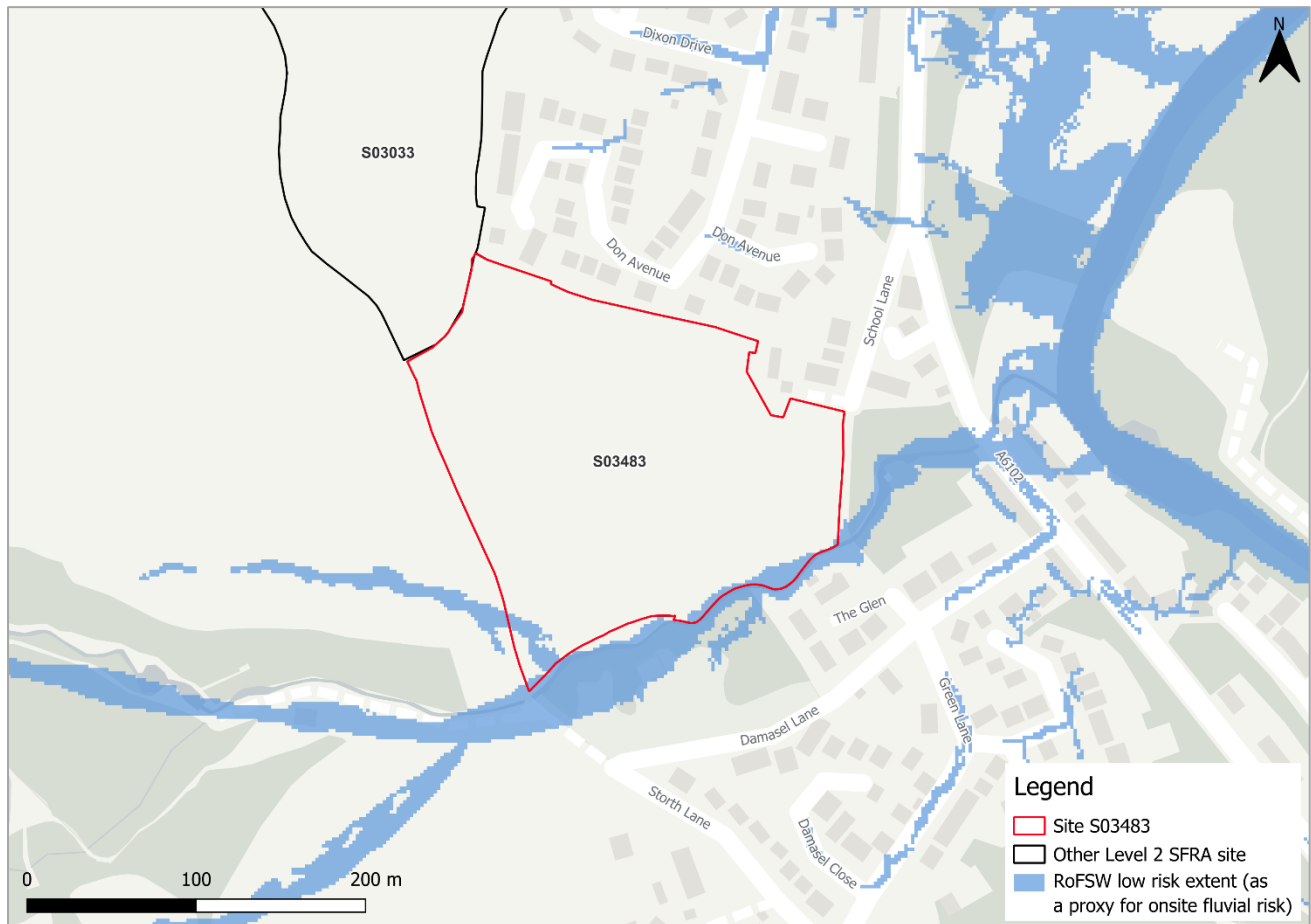 Dixon Drive
N
S03033
Don Avenue
Don Avenue
School Lane
S03483
A6102
The Glen
Green Lane
Damasel Lane
Storth Lane
Damasel Close
Legend
Site S03483
Other Level 2 SFRA site
RoFSW low risk extent (as
a proxy for onsite fluvial risk)
0 100 200 m